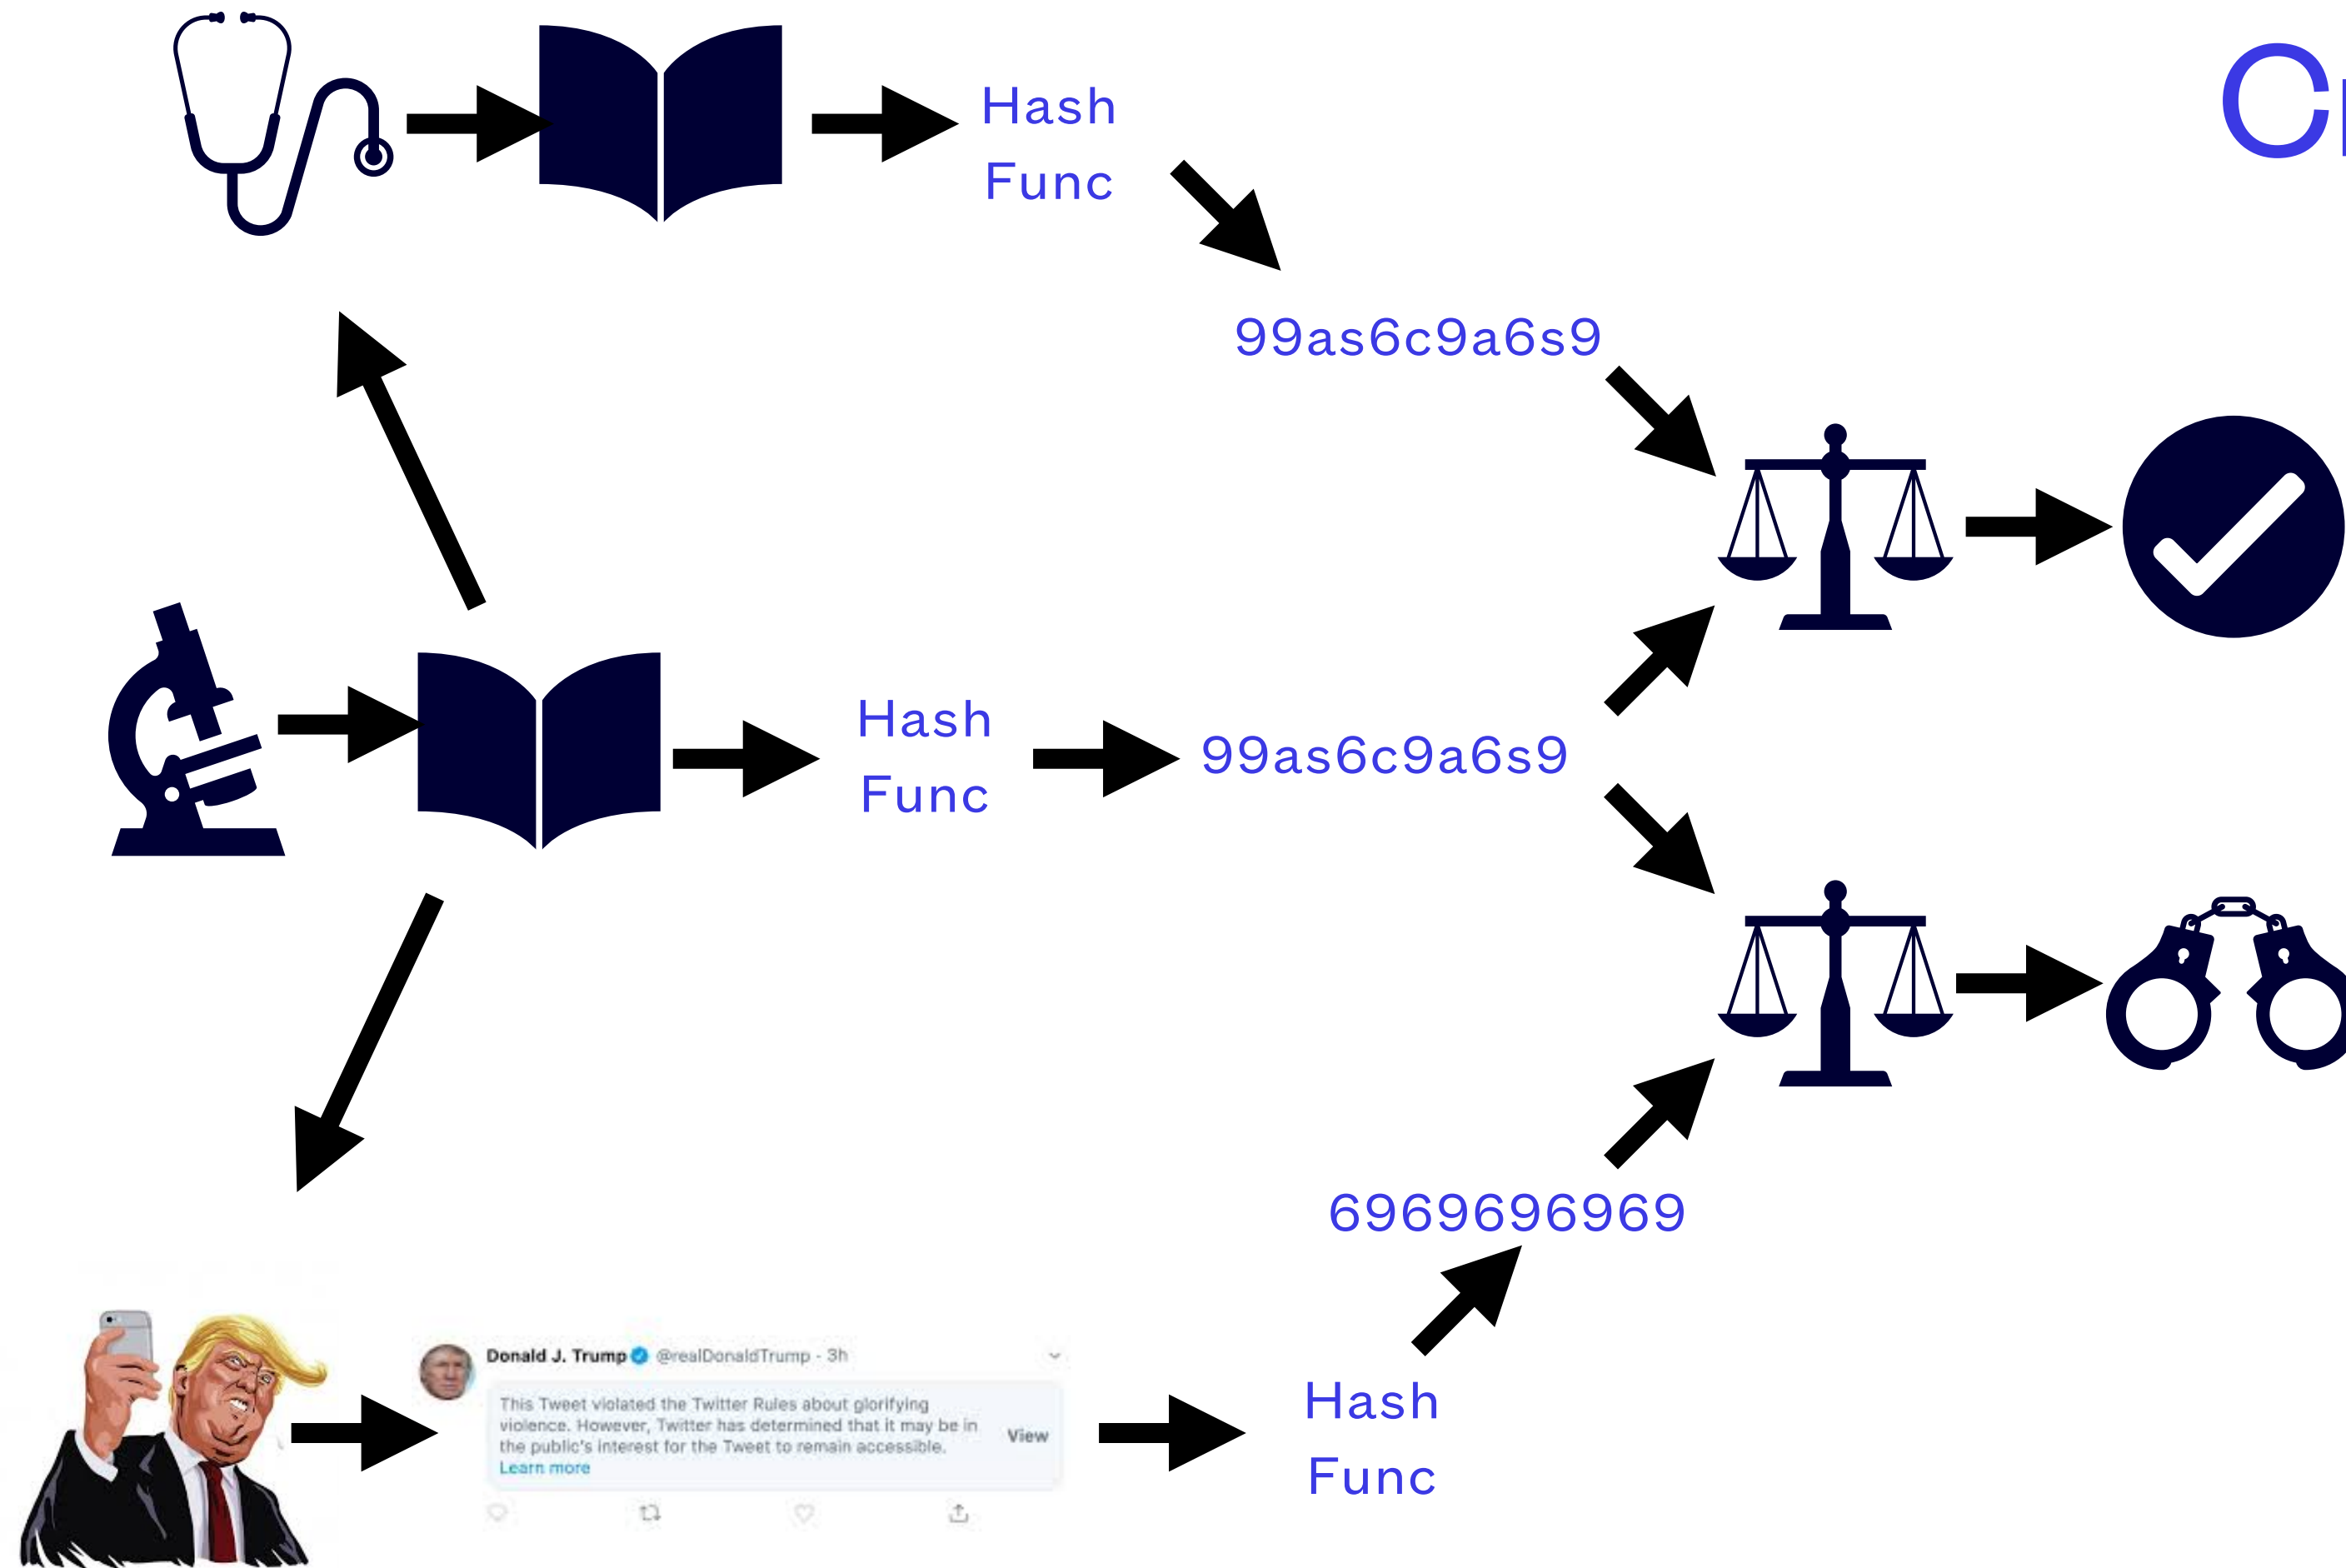 Hash
Func
99as6c9a6s9
Hash
Func
99as6c9a6s9
6969696969
Donald J. Trump @realDonaldTrump - 3h
This Tweet violated the Twitter Rules about glorifying
violence. However, Twitter has determined that it may be in
the public's interest for the Tweet to remain accessible.
Learn more
View
Hash
Func